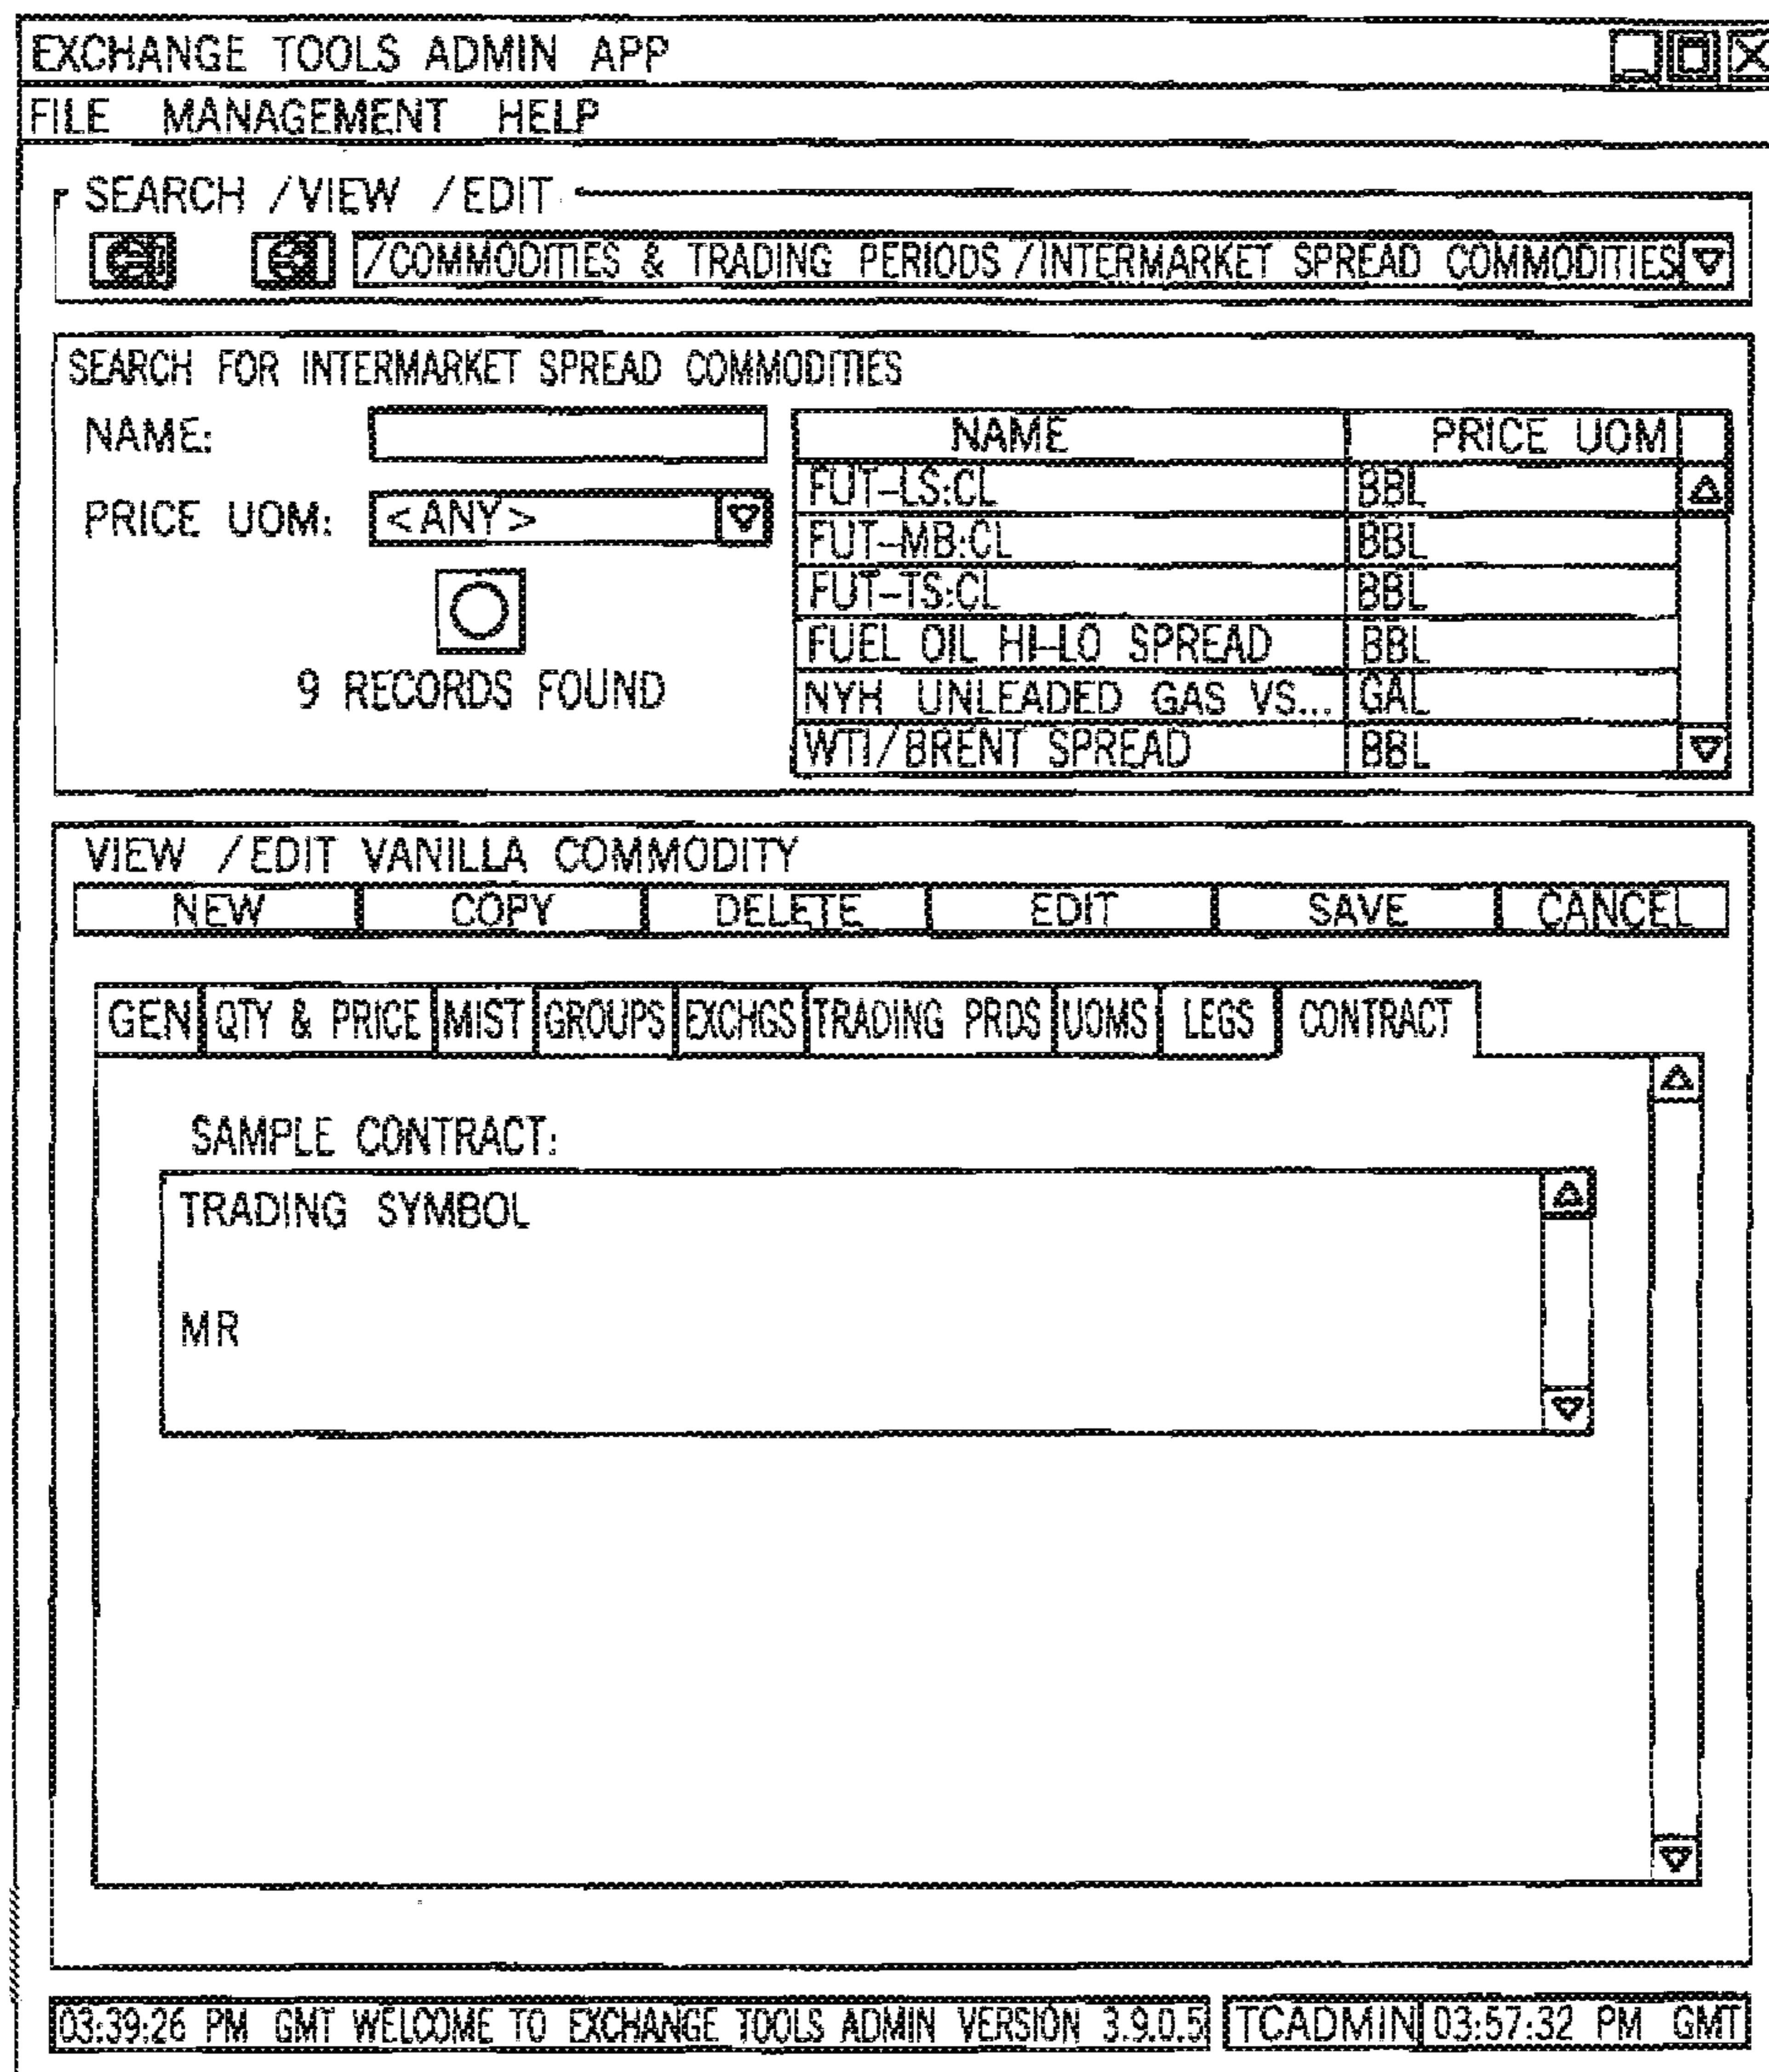 EXCHANGE TOOLS ADMIN APP
FILE MANAGEMENT HELP
SEARCH /VIEW /EDIT
/COMMODITIES & TRADING PERIODS /INTERMARKET SPREAD COMMODITIES
SEARCH FOR INTERMARKET SPREAD COMMODITIES
NAME:
PRICE UOM: <ANY>
9 RECORDS FOUND
NAME PRICE UOM
FUT-LS:CL BBL
FUT-MB:CL BBL
FUT-TS:CL BBL
FUEL OIL HI-LO SPREAD BBL
NYH UNLEADED GAS VS... GAL
WTI/BRENT SPREAD BBL
VIEW /EDIT VANILLA COMMODITY
NEW COPY DELETE EDIT SAVE CANCEL
GEN QTY & PRICE MIST GROUPS EXCHGS TRADING PRDS UOMS LEGS CONTRACT
SAMPLE CONTRACT:
TRADING SYMBOL
MR
03:39:26 PM GMT WELCOME TO EXCHANGE TOOLS ADMIN VERSION 3.9.0.5 TCADMIN 03:57:32 PM GMT